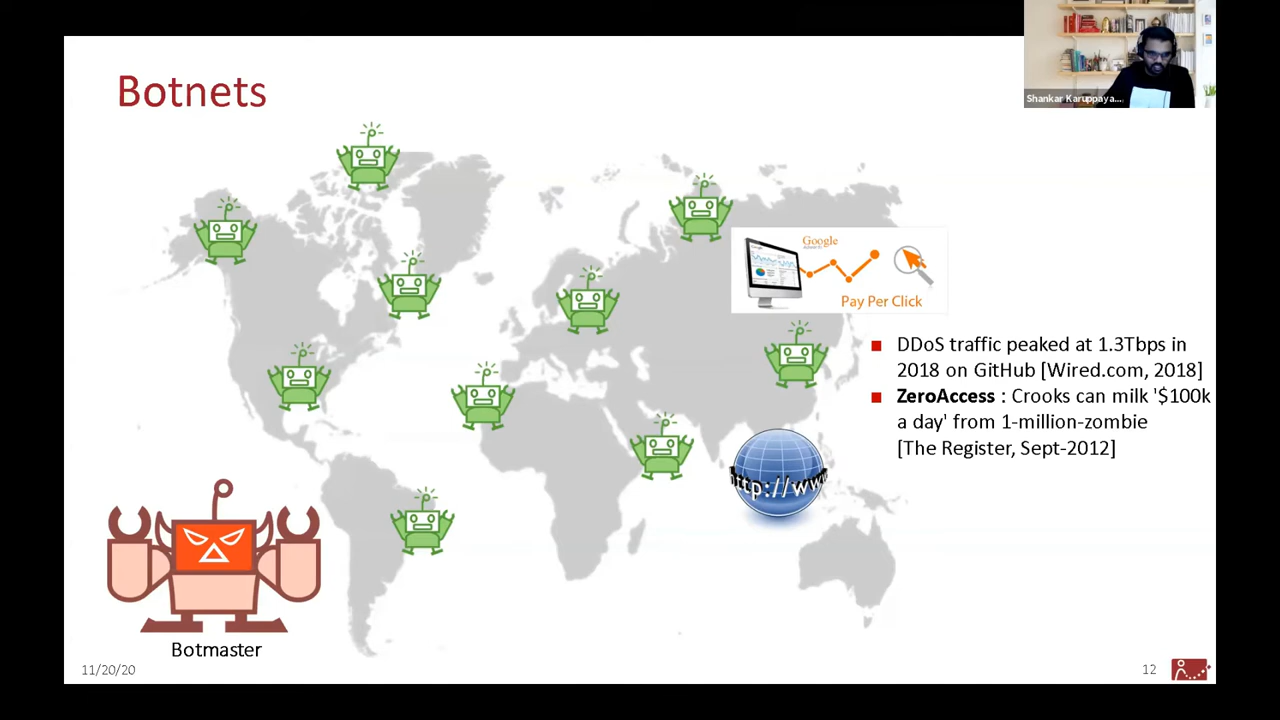 Botnets
Shankar Karuppaya...
Google
Pay Per Click
DDoS traffic peaked at 1.3Tbps in
2018 on GitHub [Wired.com, 2018]
ZeroAccess : Crooks can milk '$100k
a day' from 1-million-zombie
[The Register, Sept-2012]
http://www
Botmaster
11/20/20
12